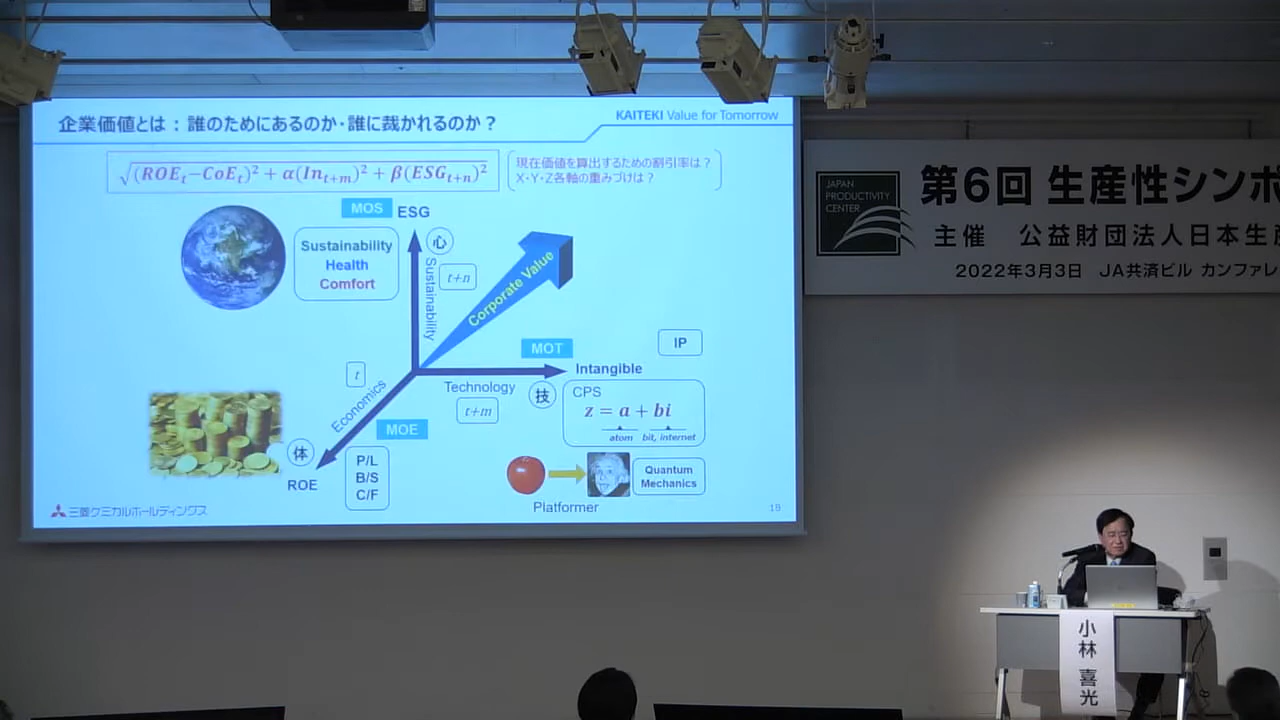 企業価値とは：誰のためにあるのか・誰に裁かれるのか？
KAITEKI Value for Tomorrow
√(ROEt−CoEt)² + α(Int+m)² + β(ESGt+n)²
現在価値を算出するための割引率は？
X・Y・Z各軸の重みづけは？
MOS
ESG
心
Sustainability
Health
Comfort
Sustainability
t+n
Corporate Value
IP
MOT
Intangible
t
Economics
Technology
技
t+m
CPS
z = a + bi
atom
bit, internet
MOE
体
ROE
P/L
B/S
C/F
Quantum
Mechanics
Platformer
三菱ケミカルホールディングス
19
JAPAN
PRODUCTIVITY
CENTER
第6回 生産性シンポ
主催 公益財団法人日本生産
2022年3月3日 JA共済ビル カンファレ
小林 喜光